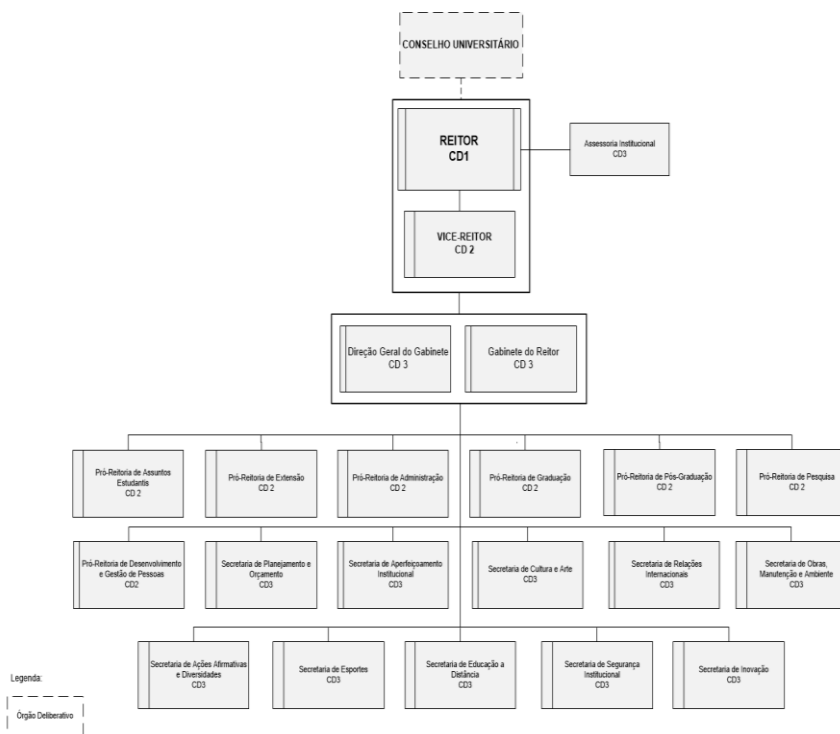 CONSELHO UNIVERSITÁRIO
REITOR
CD1
Assessoria Institucional
CD3
VICE-REITOR
CD 2
Direção Geral do Gabinete
CD 3
Gabinete do Reitor
CD 3
Pró-Reitoria de Assuntos
Estudantis
CD 2
Pró-Reitoria de Extensão
CD 2
Pró-Reitoria de Administração
CD 2
Pró-Reitoria de Graduação
CD 2
Pró-Reitoria de Pós-Graduação
CD 2
Pró-Reitoria de Pesquisa
CD 2
Pró-Reitoria de Desenvolvimento
e Gestão de Pessoas
CD2
Secretaria de Planejamento e
Orçamento
CD3
Secretaria de Aperfeiçoamento
Institucional
CD3
Secretaria de Cultura e Arte
CD3
Secretaria de Relações
Internacionais
CD3
Secretaria de Obras,
Manutenção e Ambiente
CD3
Secretaria de Ações Afirmativas
e Diversidades
CD3
Secretaria de Esportes
CD3
Secretaria de Educação a
Distância
CD3
Secretaria de Segurança
Institucional
CD3
Secretaria de Inovação
CD3
Legenda:
Órgão Deliberativo